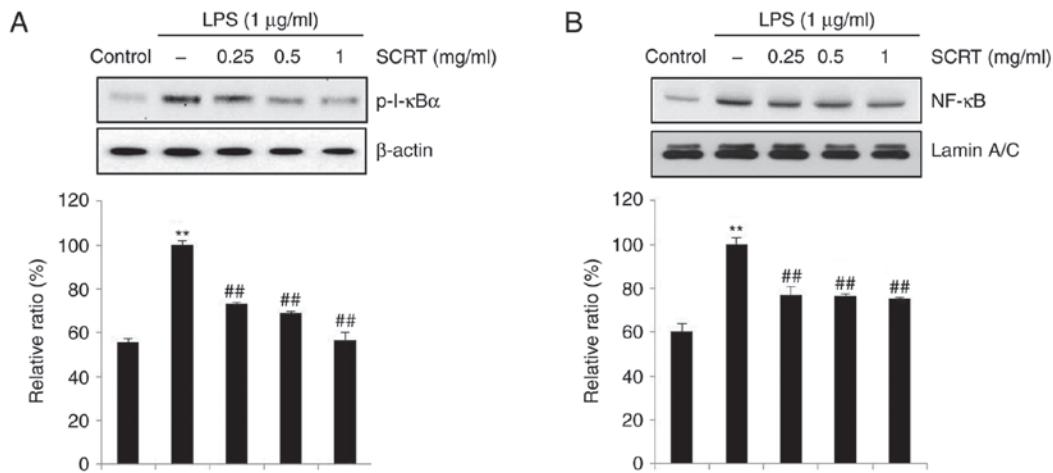 A
LPS (1 μg/ml)
Control – 0.25 0.5 1 SCRT (mg/ml)
p-I-κBα
β-actin
120
100
80
60
40
20
0
Relative ratio (%)
**
##
##
##
B
LPS (1 μg/ml)
Control – 0.25 0.5 1 SCRT (mg/ml)
NF-κB
Lamin A/C
120
100
80
60
40
20
0
Relative ratio (%)
**
##
##
##